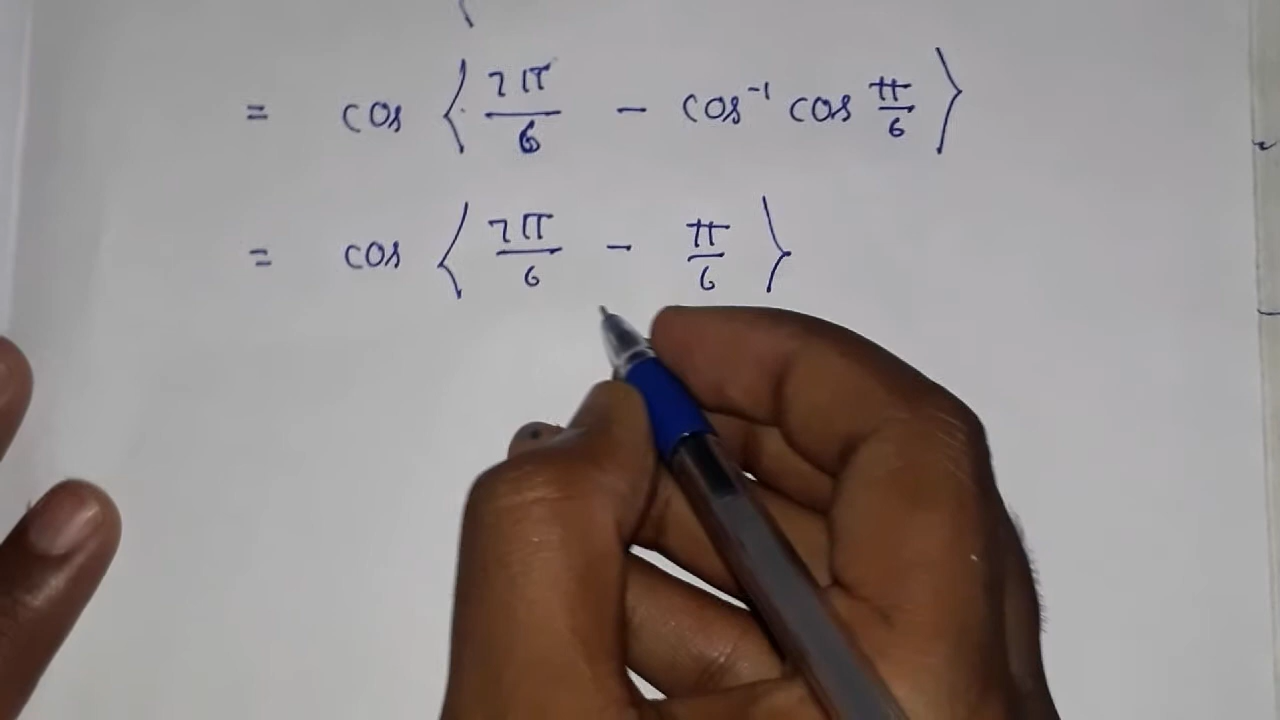 = cos { 7π/6 - cos⁻¹ cos π/6 }
= cos { 7π/6 - π/6 }